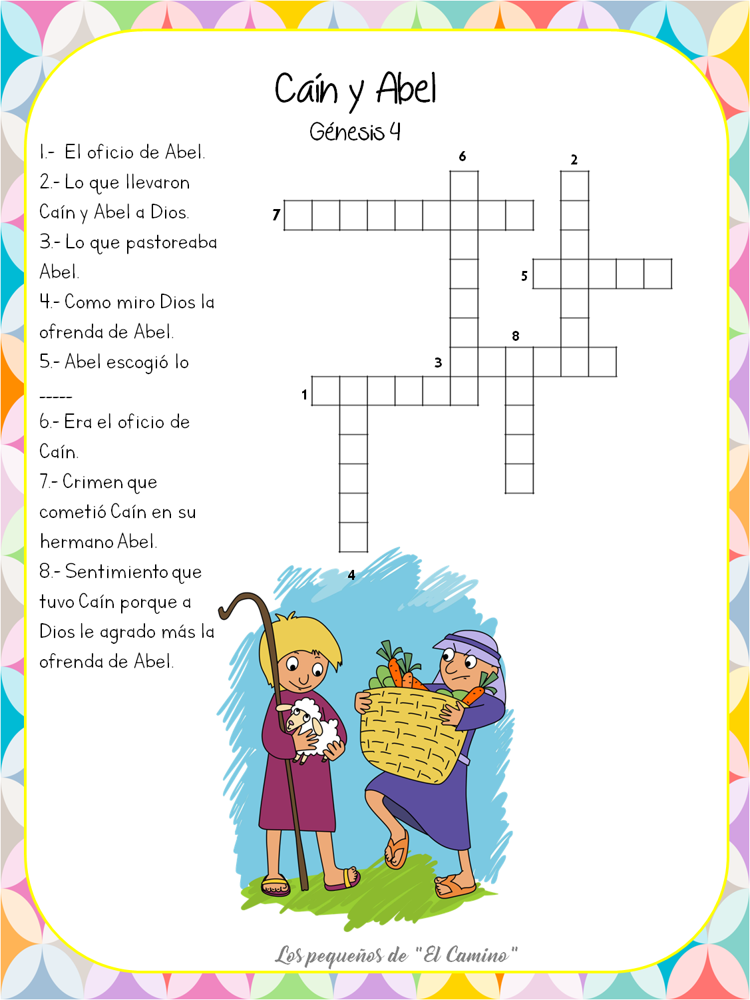 Caín y Abel
Génesis 4
1.- El oficio de Abel.
2.- Lo que llevaron
Caín y Abel a Dios.
3.- Lo que pastoreaba
Abel.
4.- Como miro Dios la
ofrenda de Abel.
5.- Abel escogió lo
-----
6.- Era el oficio de
Caín.
7.- Crimen que
cometió Caín en su
hermano Abel.
8.- Sentimiento que
tuvo Caín porque a
Dios le agrado más la
ofrenda de Abel.
6
2
7
5
8
3
1
4
Los pequeños de "El Camino"